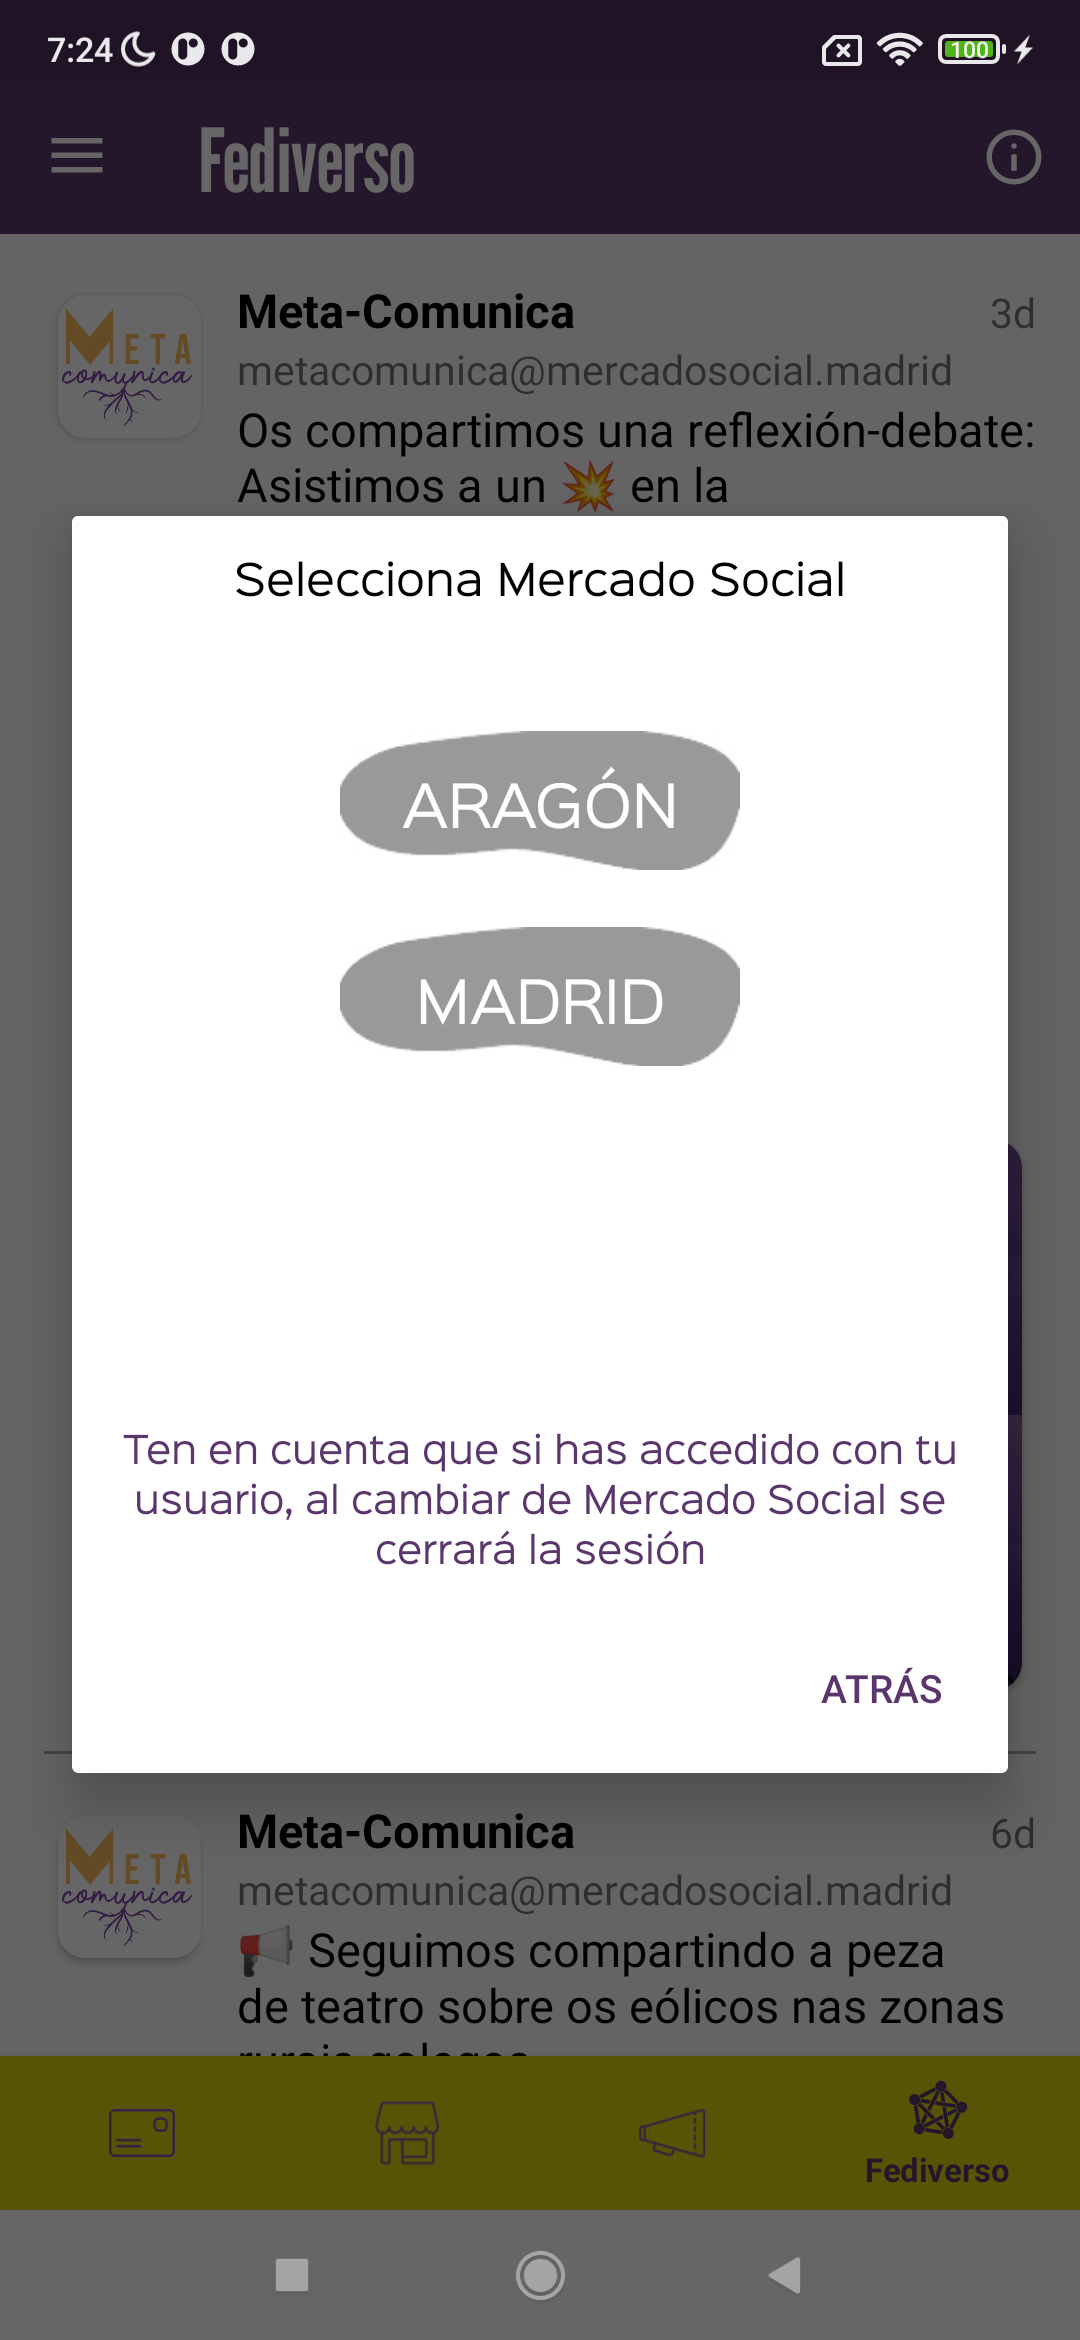 7:24
100
Fediverso
META
comunica
Meta-Comunica
3d
metacomunica@mercadosocial.madrid
Os compartimos una reflexión-debate:
Asistimos a un 💥 en la
Selecciona Mercado Social
ARAGÓN
MADRID
Ten en cuenta que si has accedido con tu
usuario, al cambiar de Mercado Social se
cerrará la sesión
ATRÁS
META
comunica
Meta-Comunica
6d
metacomunica@mercadosocial.madrid
📢 Seguimos compartindo a peza
de teatro sobre os eólicos nas zonas
rurais galegas
Fediverso